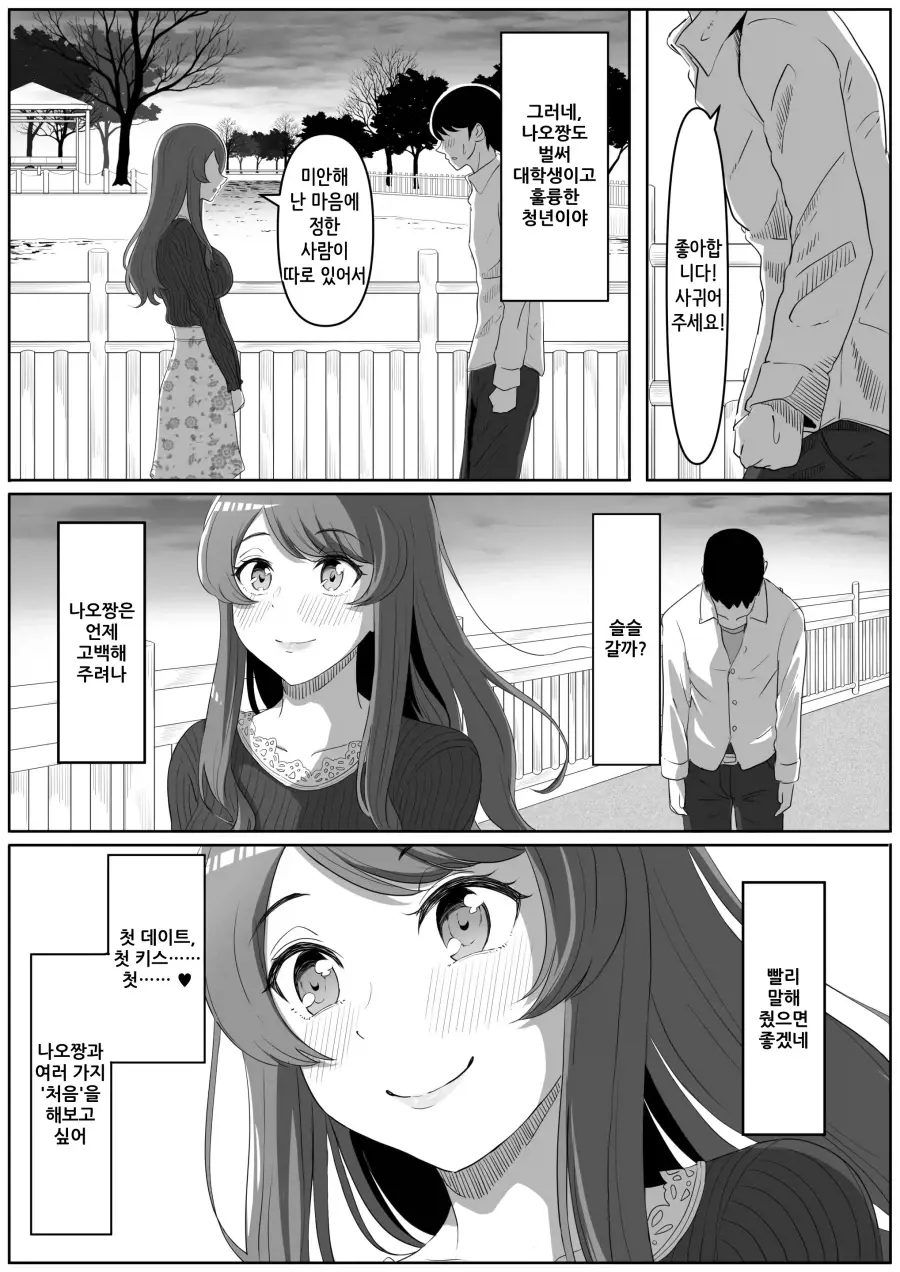 좋아합
니다!
사귀어
주세요!
그러네,
나오짱도
벌써
대학생이고
훌륭한
청년이야
미안해
난 마음에
정한
사람이
따로 있어서
슬슬
갈까?
나오짱은
언제
고백해
주려나
빨리
말해
줬으면
좋겠네
첫 데이트,
첫 키스……
첫…… ♥
나오짱과
여러 가지
'처음'을
해보고
싶어